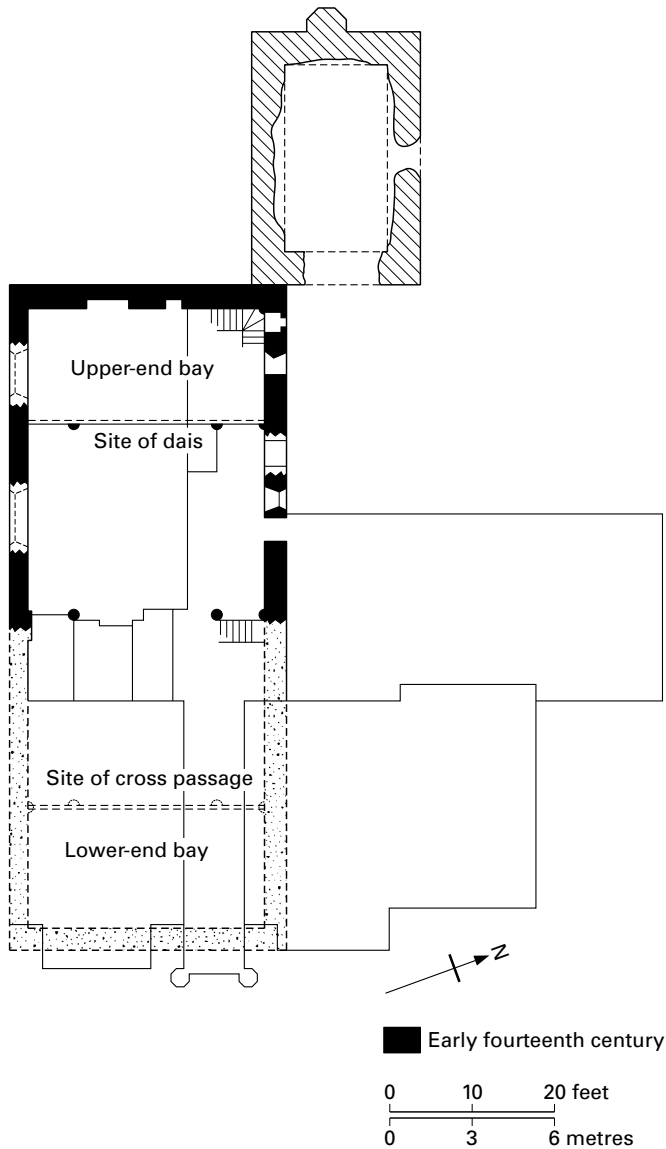 Upper-end bay
Site of dais
Site of cross passage
Lower-end bay
N
Early fourteenth century
0 10 20 feet
0 3 6 metres